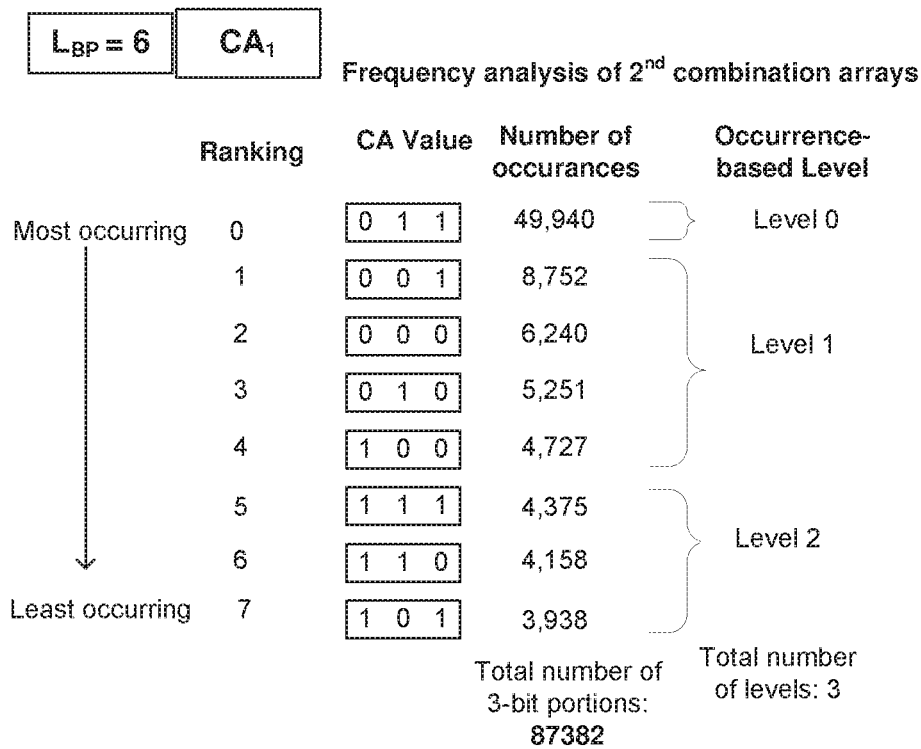 L_BP = 6 CA₁
Frequency analysis of 2ⁿᵈ combination arrays
Ranking CA Value Number of occurances Occurrence-based Level
Most occurring 0 0 1 1 49,940 Level 0
1 0 0 1 8,752
2 0 0 0 6,240
Level 1
3 0 1 0 5,251
4 1 0 0 4,727
5 1 1 1 4,375
Level 2
6 1 1 0 4,158
Least occurring 7 1 0 1 3,938
Total number of
3-bit portions:
87382
Total number
of levels: 3